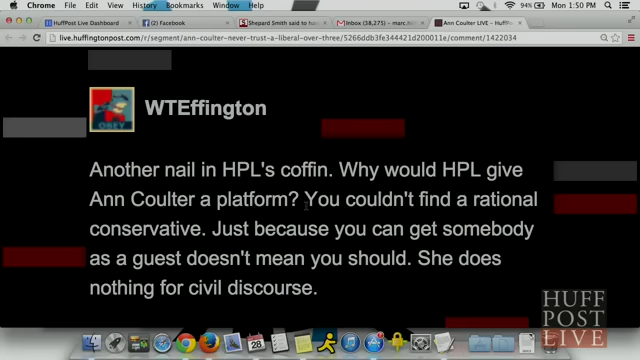 Chrome File Edit View History Bookmarks Window Help
94% Mon 1:50 PM
HuffPost Live Dashboard
(2) Facebook
Shepard Smith said to ha
Inbox (38,275)
Ann Coulter LIVE - HuffPo
live.huffingtonpost.com/r/segment/ann-coulter-never-trust-a-liberal-over-three/5266ddb3fe344421d200011e/comment/1422034
OBEY
WTEffington
Another nail in HPL's coffin. Why would HPL give
Ann Coulter a platform? You couldn't find a rational
conservative. Just because you can get somebody
as a guest doesn't mean you should. She does
nothing for civil discourse.
HUFF
POST
LIVE
28